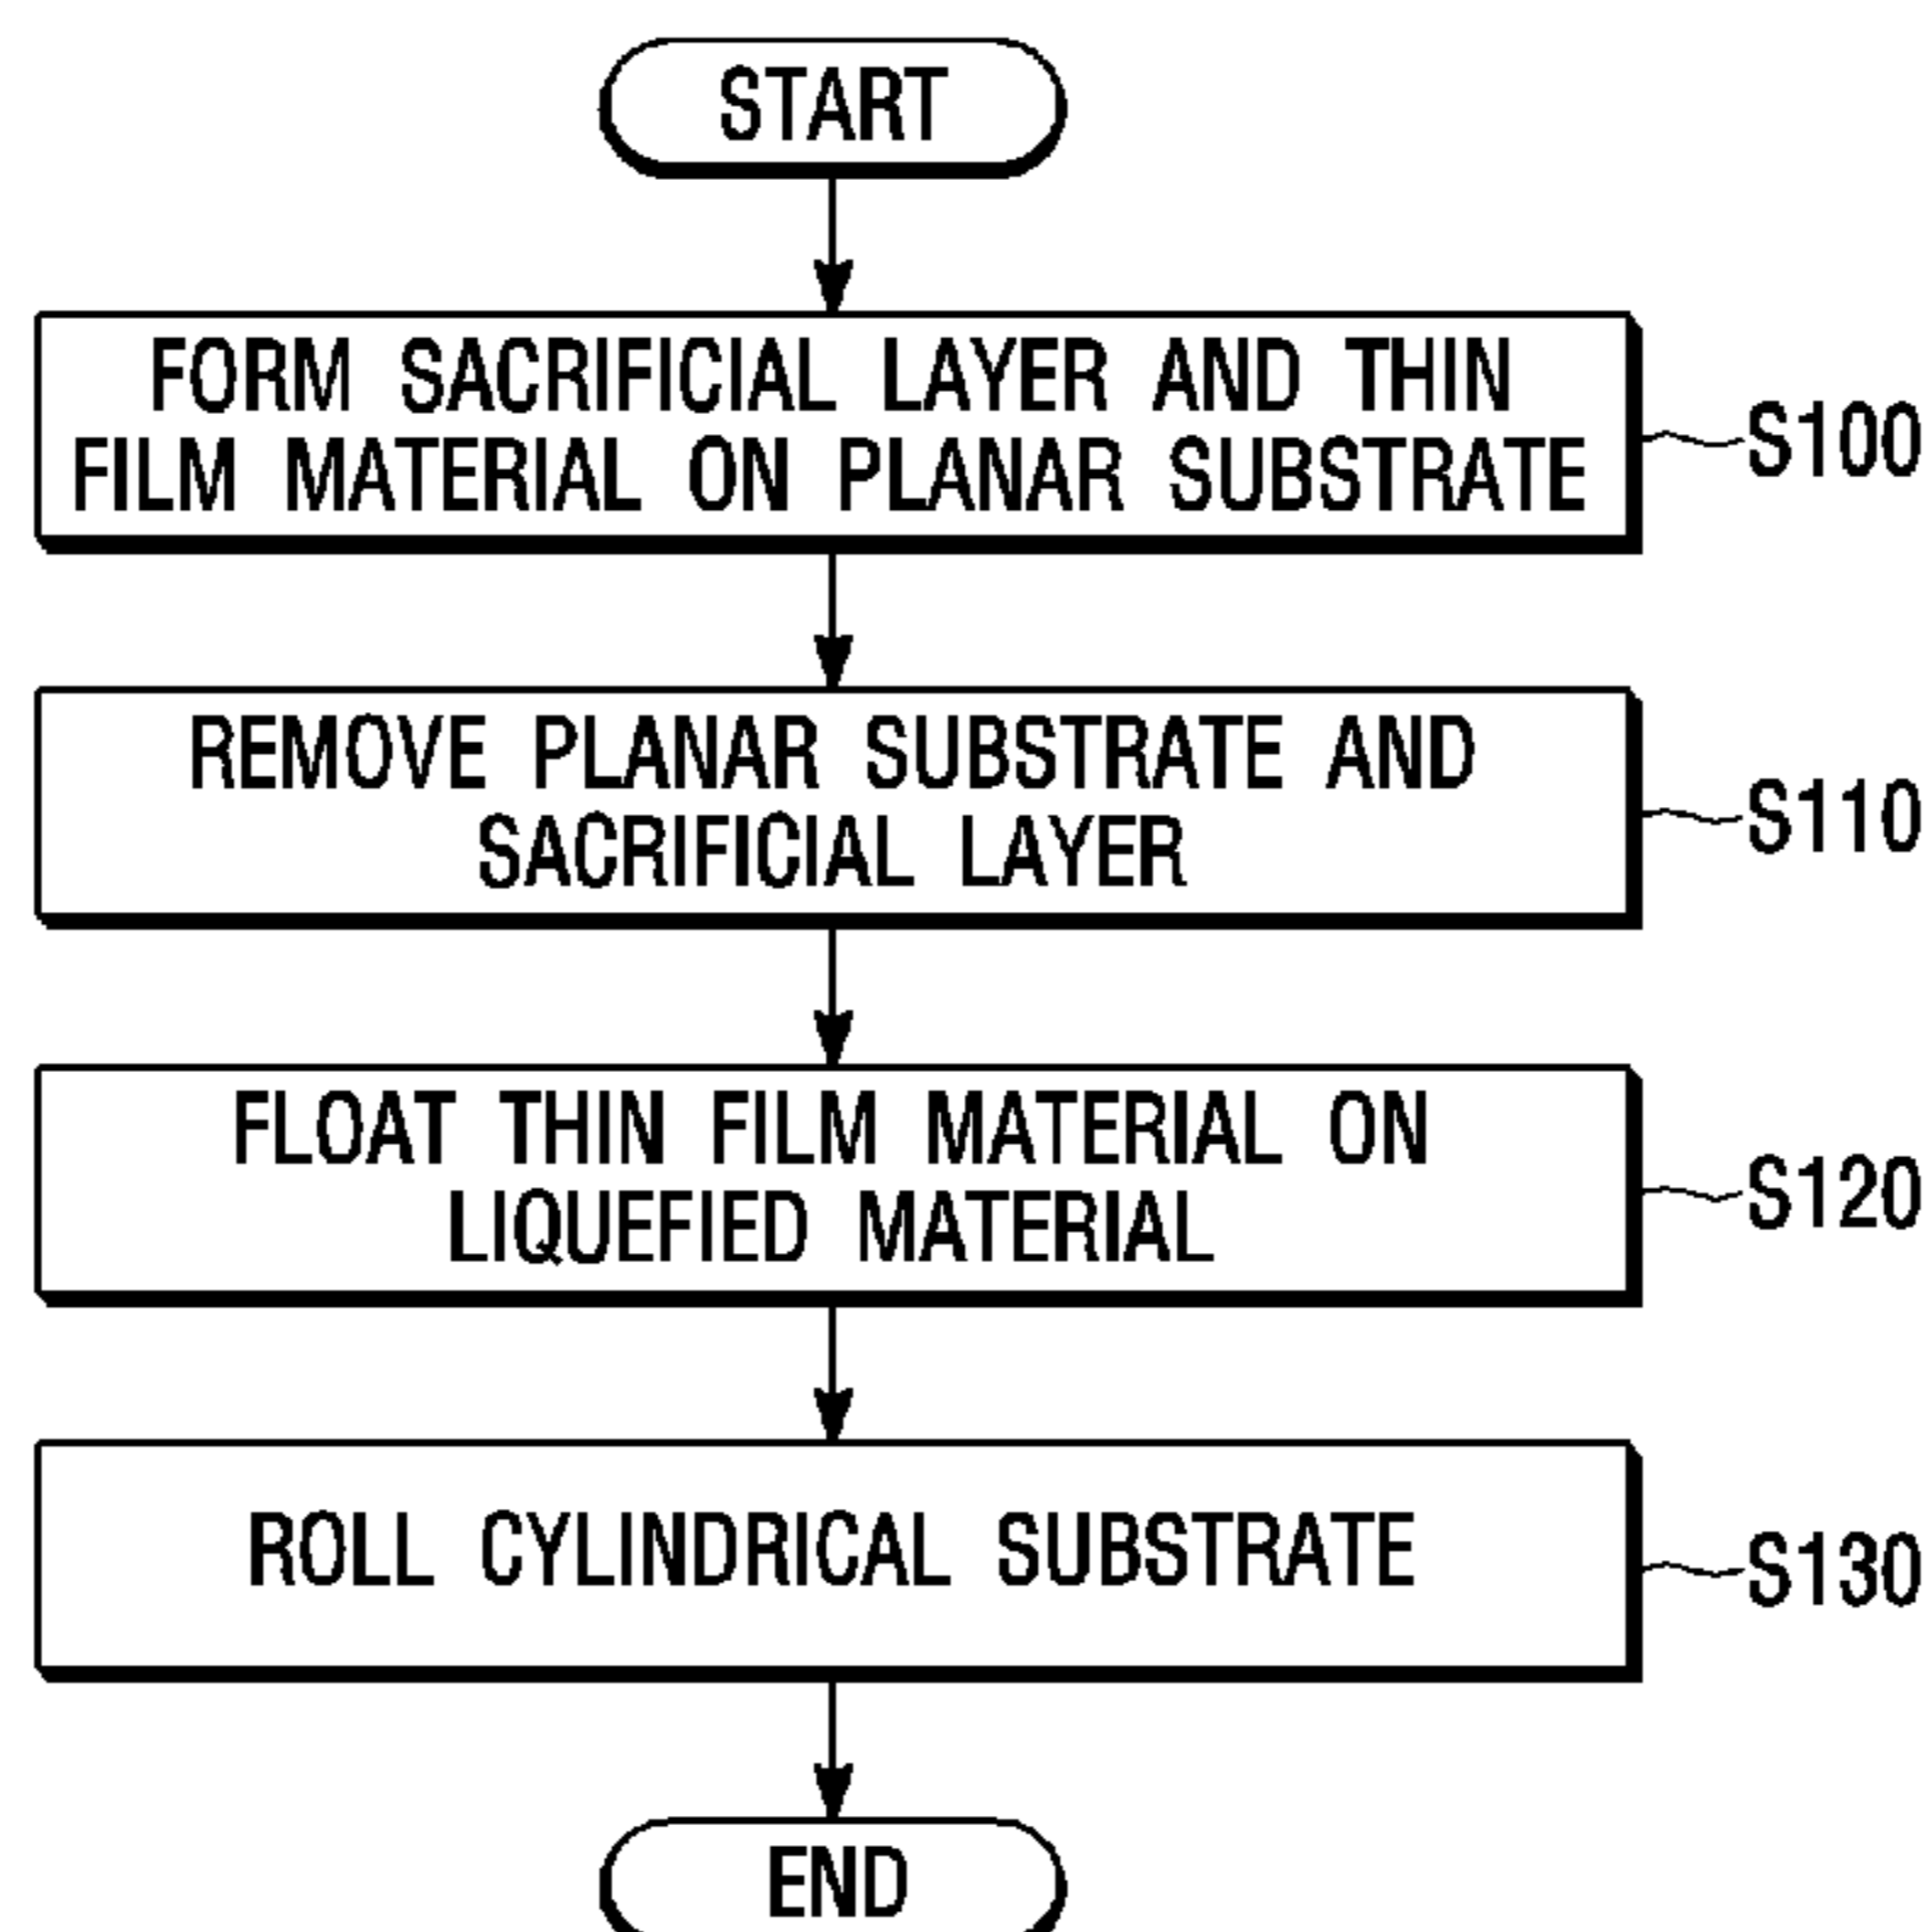 START
FORM SACRIFICIAL LAYER AND THIN
FILM MATERIAL ON PLANAR SUBSTRATE
S100
REMOVE PLANAR SUBSTRATE AND
SACRIFICIAL LAYER
S110
FLOAT THIN FILM MATERIAL ON
LIQUEFIED MATERIAL
S120
ROLL CYLINDRICAL SUBSTRATE
S130
END